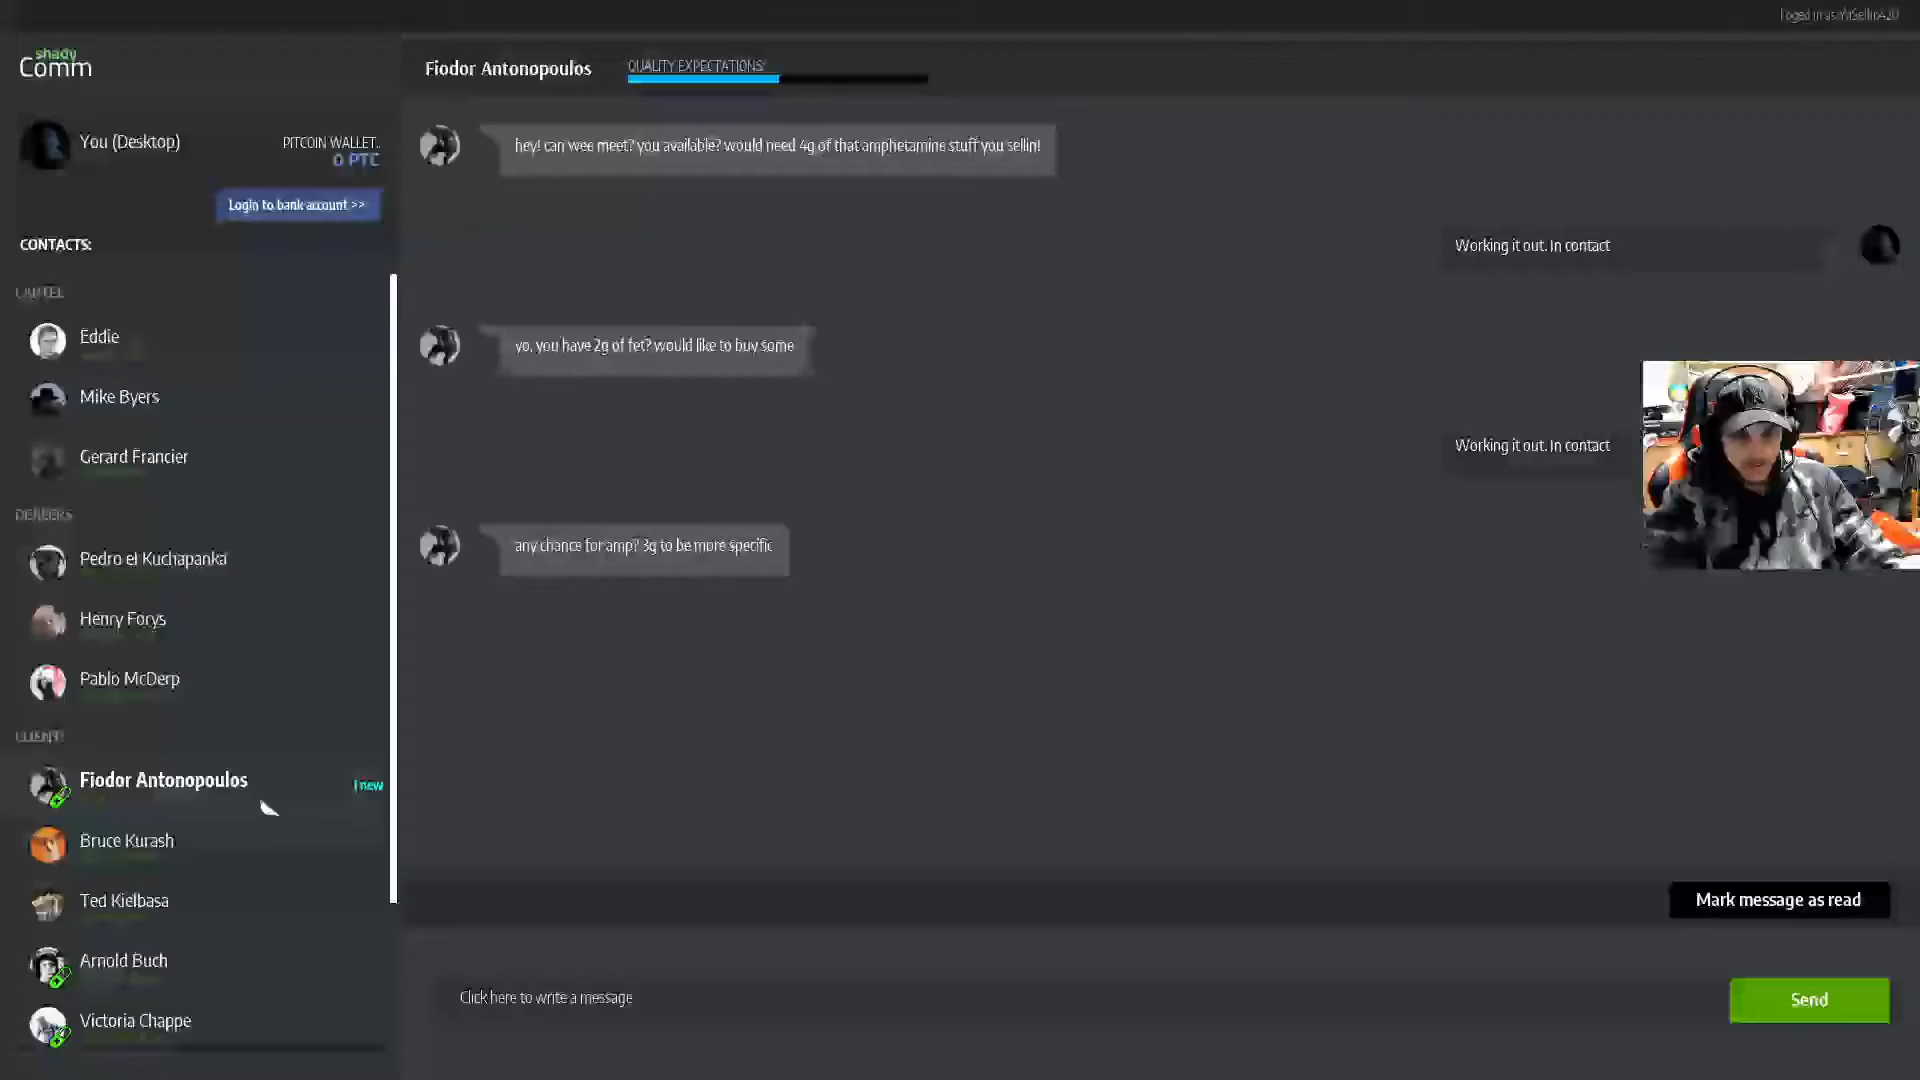 shady
Comm
You (Desktop)
PITCOIN WALLET..
0 PTC
Login to bank account >>
CONTACTS:
CARTEL
Eddie
Mike Byers
Gerard Francier
DEALERS
Pedro el Kuchapanka
Henry Forys
Pablo McDerp
CLIENT
Fiodor Antonopoulos
1 new
Bruce Kurash
Ted Kielbasa
Arnold Buch
Victoria Chappe
Fiodor Antonopoulos
QUALITY EXPECTATIONS:
hey! can wee meet? you available? would need 4g of that amphetamine stuff you sellin!
Working it out. In contact
yo, you have 2g of fet? would like to buy some
Working it out. In contact
any chance for amp? 3g to be more specific
Mark message as read
Click here to write a message
Send